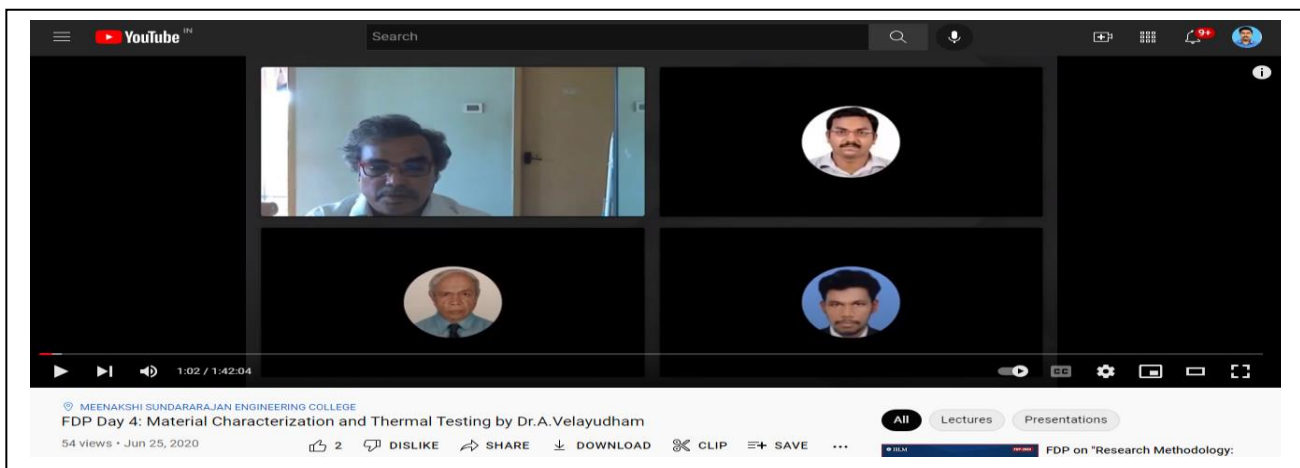 YouTube IN
Search
9+
1:02 / 1:42:04
CC
MEENAKSHI SUNDARARAJAN ENGINEERING COLLEGE
FDP Day 4: Material Characterization and Thermal Testing by Dr.A.Velayudham
54 views • Jun 25, 2020
2 DISLIKE SHARE DOWNLOAD CLIP SAVE ...
All Lectures Presentations
FDP on "Research Methodology: